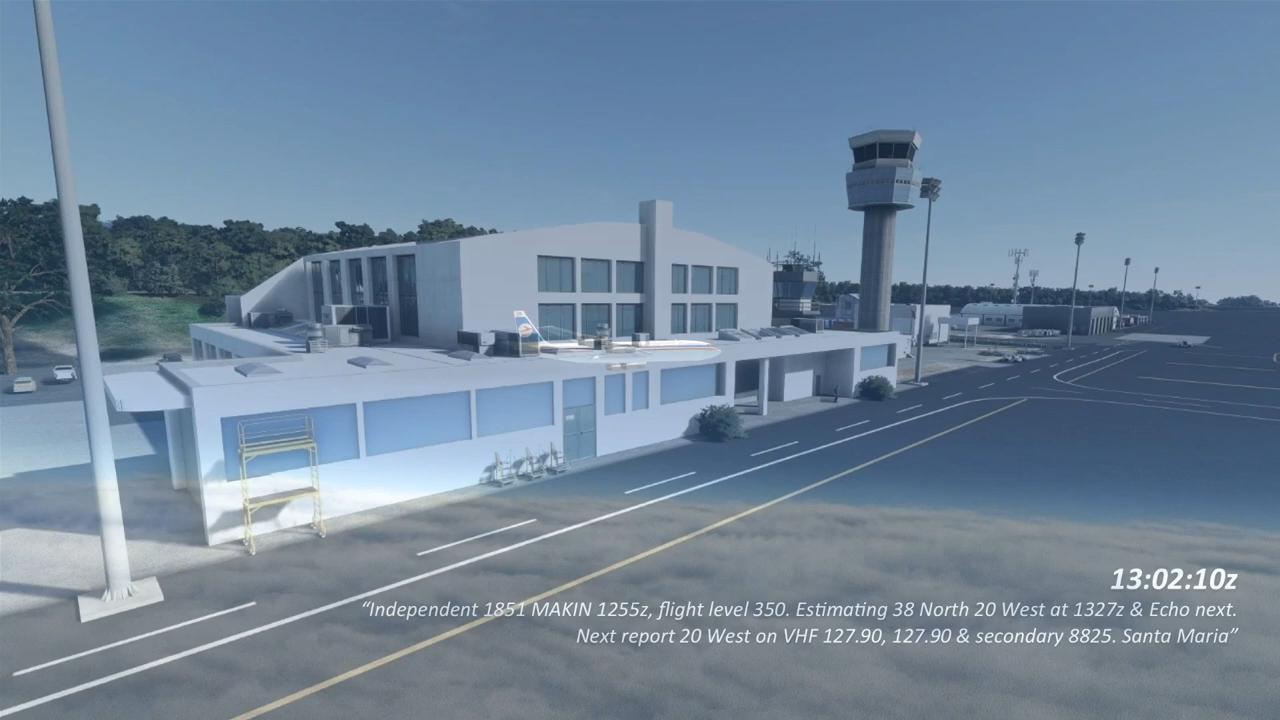 13:02:10z
“Independent 1851 MAKIN 1255z, flight level 350. Estimating 38 North 20 West at 1327z & Echo next.
Next report 20 West on VHF 127.90, 127.90 & secondary 8825. Santa Maria”